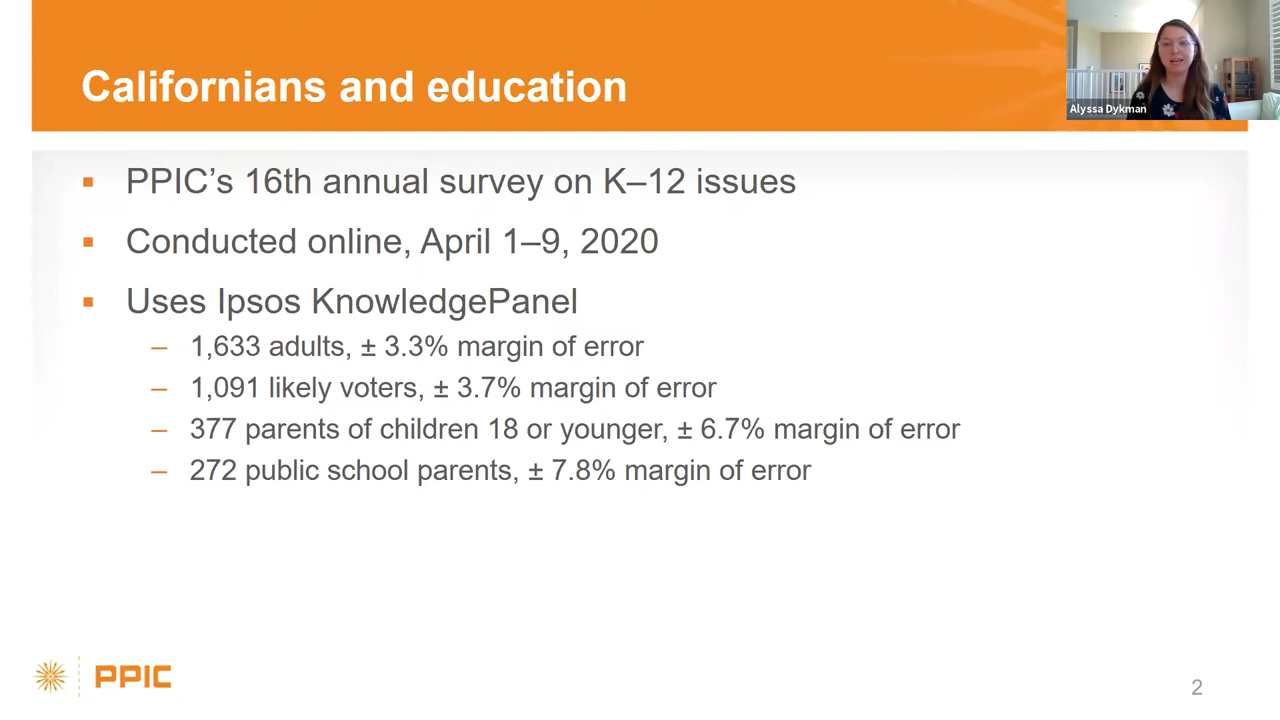 Californians and education
Alyssa Dykman
▪ PPIC’s 16th annual survey on K–12 issues
▪ Conducted online, April 1–9, 2020
▪ Uses Ipsos KnowledgePanel
– 1,633 adults, ± 3.3% margin of error
– 1,091 likely voters, ± 3.7% margin of error
– 377 parents of children 18 or younger, ± 6.7% margin of error
– 272 public school parents, ± 7.8% margin of error
PPIC
2